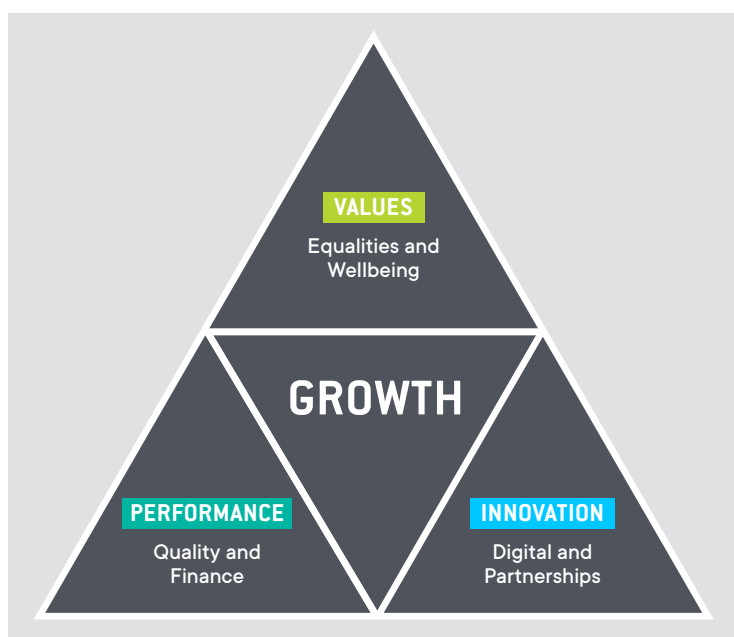 VALUES
Equalities and
Wellbeing
GROWTH
PERFORMANCE
Quality and
Finance
INNOVATION
Digital and
Partnerships